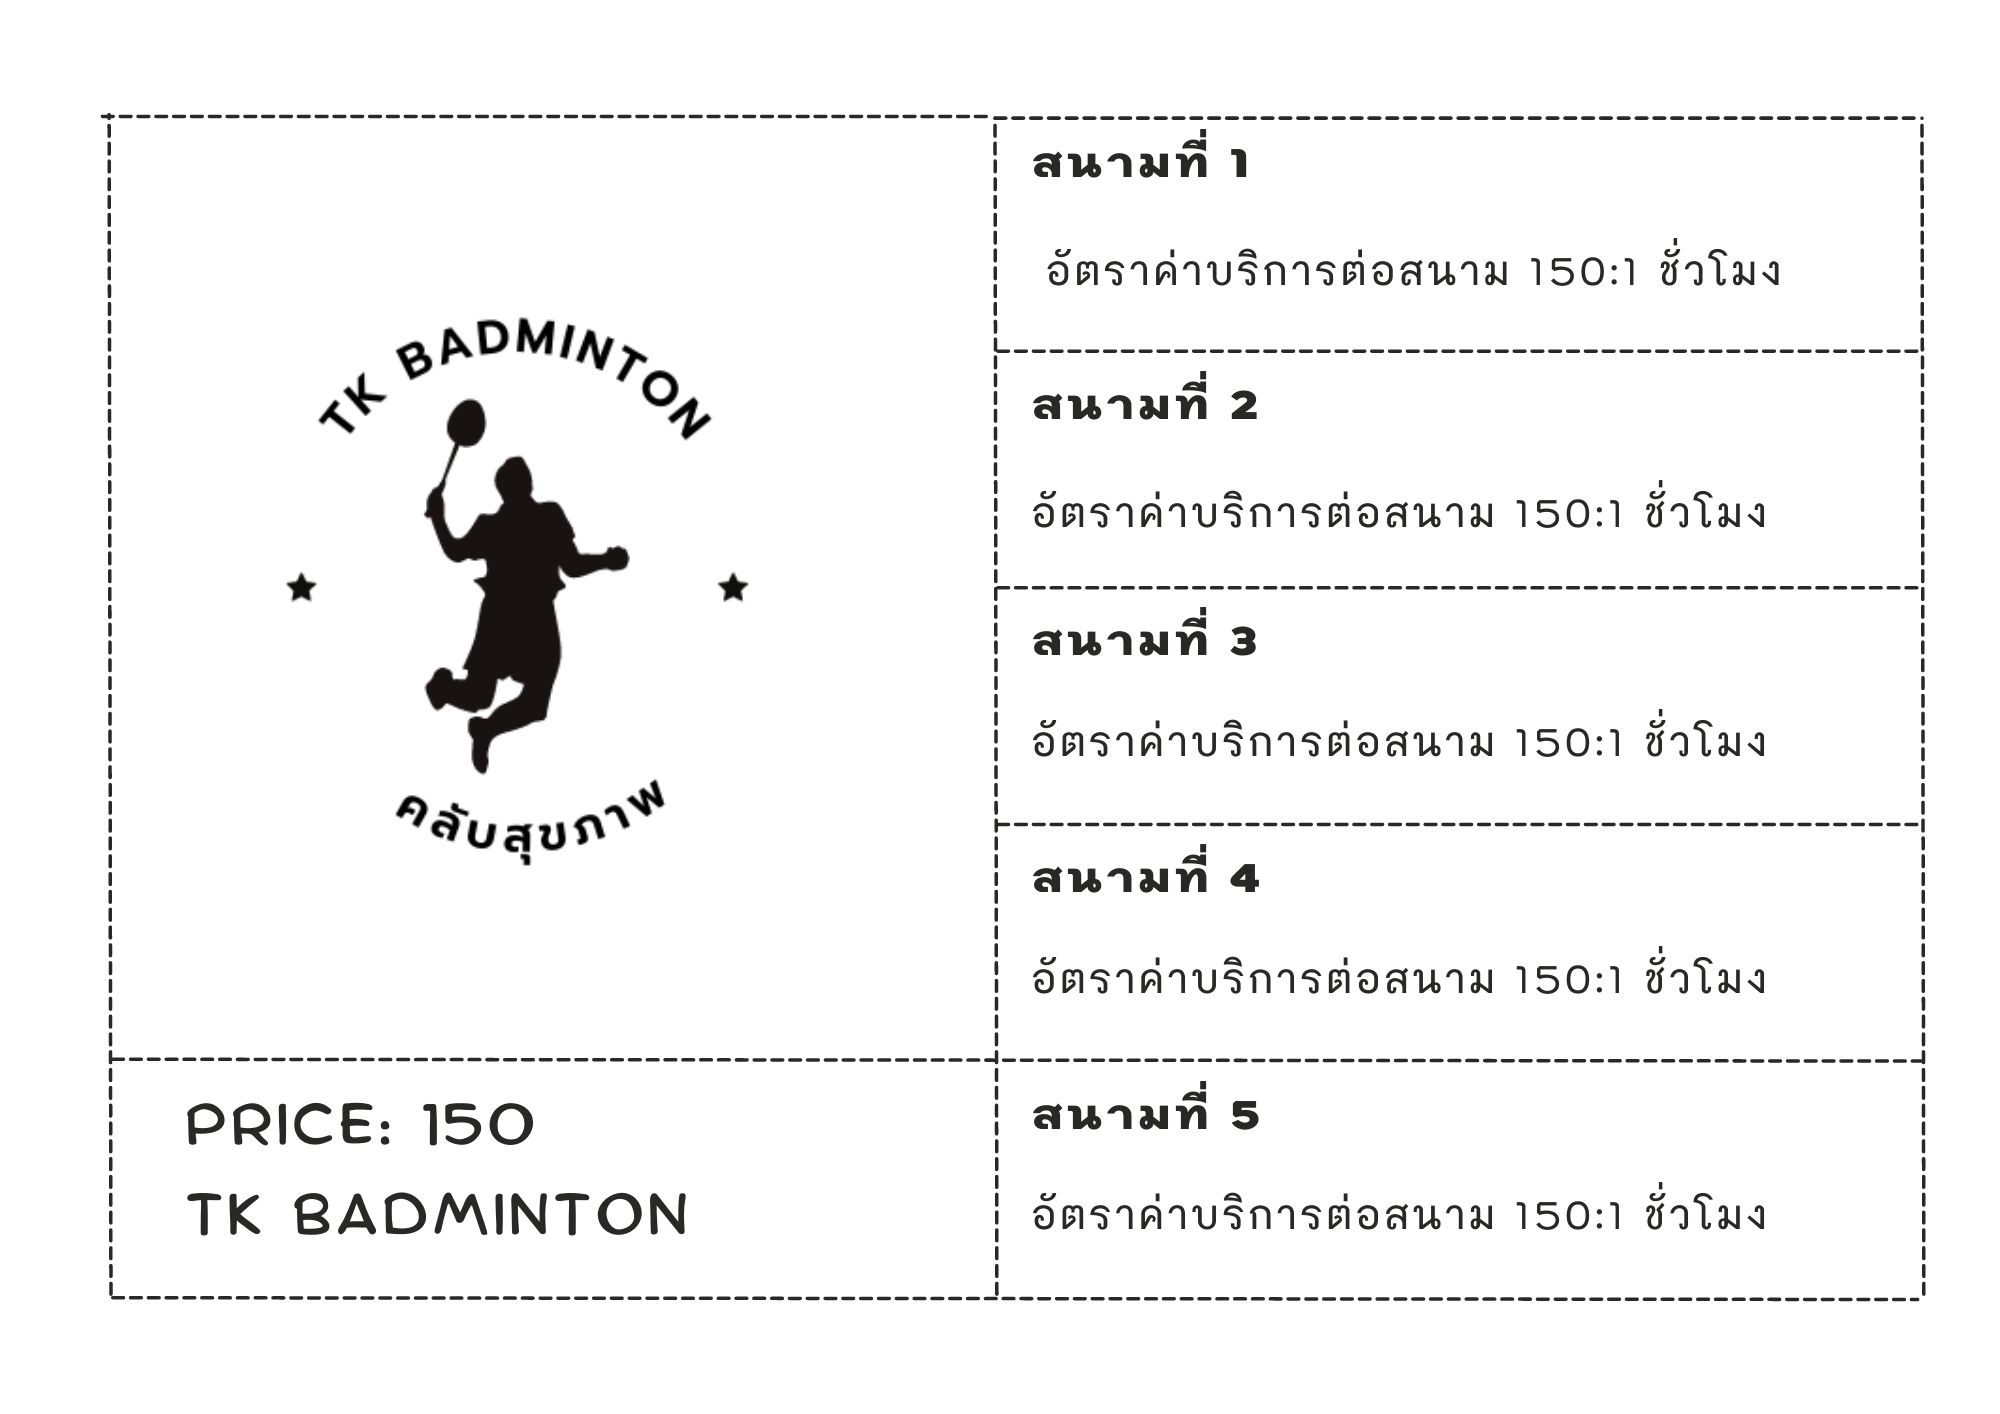 TK BADMINTON
คลับสุขภาพ
PRICE: 150
TK BADMINTON
สนามที่ 1
อัตราค่าบริการต่อสนาม 150:1 ชั่วโมง
สนามที่ 2
อัตราค่าบริการต่อสนาม 150:1 ชั่วโมง
สนามที่ 3
อัตราค่าบริการต่อสนาม 150:1 ชั่วโมง
สนามที่ 4
อัตราค่าบริการต่อสนาม 150:1 ชั่วโมง
สนามที่ 5
อัตราค่าบริการต่อสนาม 150:1 ชั่วโมง